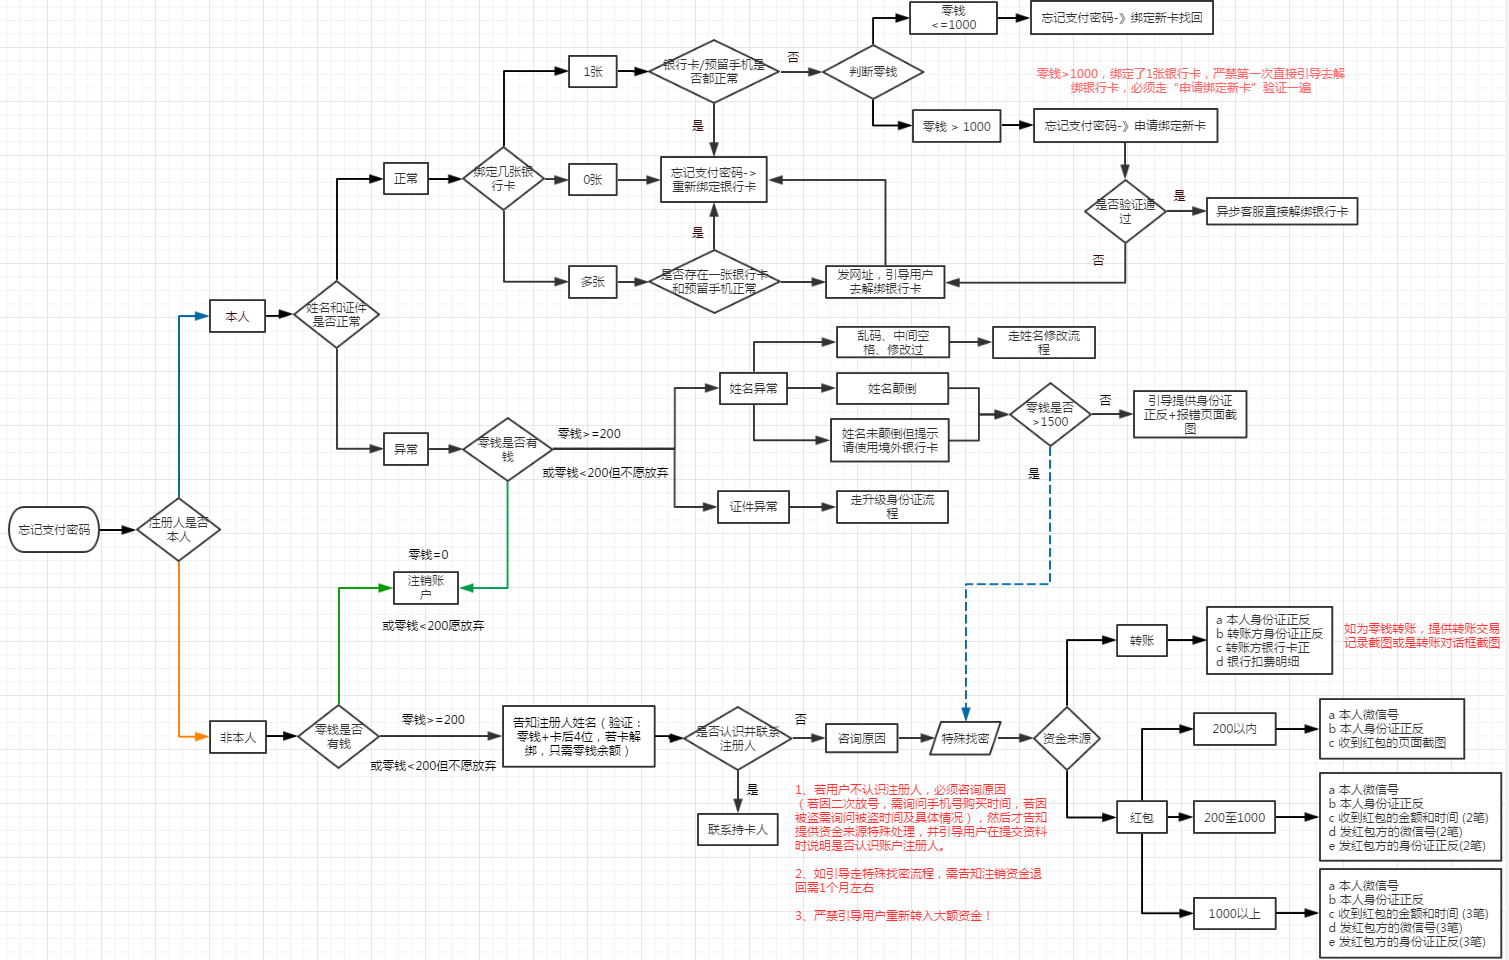 零钱
<=1000
忘记支付密码-》绑定新卡找回
1张
银行卡/预留手机是
否都正常
否
判断零钱
零钱>1000，绑定了1张银行卡，严禁第一次直接引导去解
绑银行卡，必须走“申请绑定新卡”验证一遍
是
零钱 > 1000
忘记支付密码-》申请绑定新卡
正常
绑定几张银
行卡
0张
忘记支付密码->
重新绑定银行卡
是否验证通
过
是
异步客服直接解绑银行卡
是
否
多张
是否存在一张银行卡
和预留手机正常
发网址，引导用户
去解绑银行卡
本人
姓名和证件
是否正常
乱码、中间空
格、修改过
走姓名修改流
程
姓名异常
姓名颠倒
零钱是否
>1500
否
引导提供身份证
正反+报错页面截
图
异常
零钱是否有
钱
零钱>=200
或零钱<200但不愿放弃
姓名未颠倒但提示
请使用境外银行卡
是
证件异常
走升级身份证流
程
忘记支付密码
注册人是否
本人
零钱=0
注销账
户
或零钱<200愿放弃
转账
a 本人身份证正反
b 转账方身份证正反
c 转账方银行卡正
d 银行扣费明细
如为零钱转账，提供转账交易
记录截图或是转账对话框截图
非本人
零钱是否
有钱
零钱>=200
或零钱<200但不愿放弃
告知注册人姓名（验证：
零钱+卡后4位，若卡解
绑，只需零钱余额）
是否认识并联系
注册人
否
咨询原因
特殊找密
资金来源
200以内
a 本人微信号
b 本人身份证正反
c 收到红包的页面截图
是
联系持卡人
1、若用户不认识注册人，必须咨询原因
（若因二次放号，需询问手机号购买时间，若因
被盗需询问被盗时间及具体情况），然后才告知
提供资金来源特殊处理，并引导用户在提交资料
时说明是否认识账户注册人。
2、如引导走特殊找密流程，需告知注销资金退
回需1个月左右
3、严禁引导用户重新转入大额资金！
红包
200至1000
a 本人微信号
b 本人身份证正反
c 收到红包的金额和时间 (2笔)
d 发红包方的微信号(2笔)
e 发红包方的身份证正反(2笔)
1000以上
a 本人微信号
b 本人身份证正反
c 收到红包的金额和时间 (3笔)
d 发红包方的微信号(3笔)
e 发红包方的身份证正反(3笔)